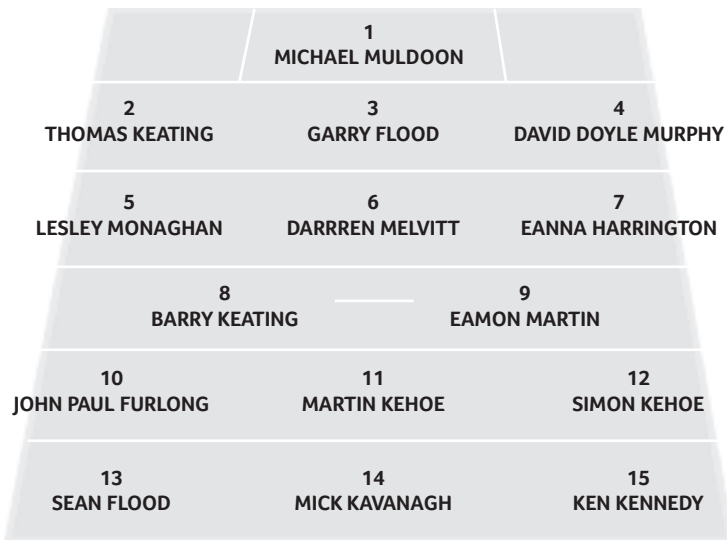 1
MICHAEL MULDOON
2
THOMAS KEATING
3
GARRY FLOOD
4
DAVID DOYLE MURPHY
5
LESLEY MONAGHAN
6
DARRREN MELVITT
7
EANNA HARRINGTON
8
BARRY KEATING
9
EAMON MARTIN
10
JOHN PAUL FURLONG
11
MARTIN KEHOE
12
SIMON KEHOE
13
SEAN FLOOD
14
MICK KAVANAGH
15
KEN KENNEDY